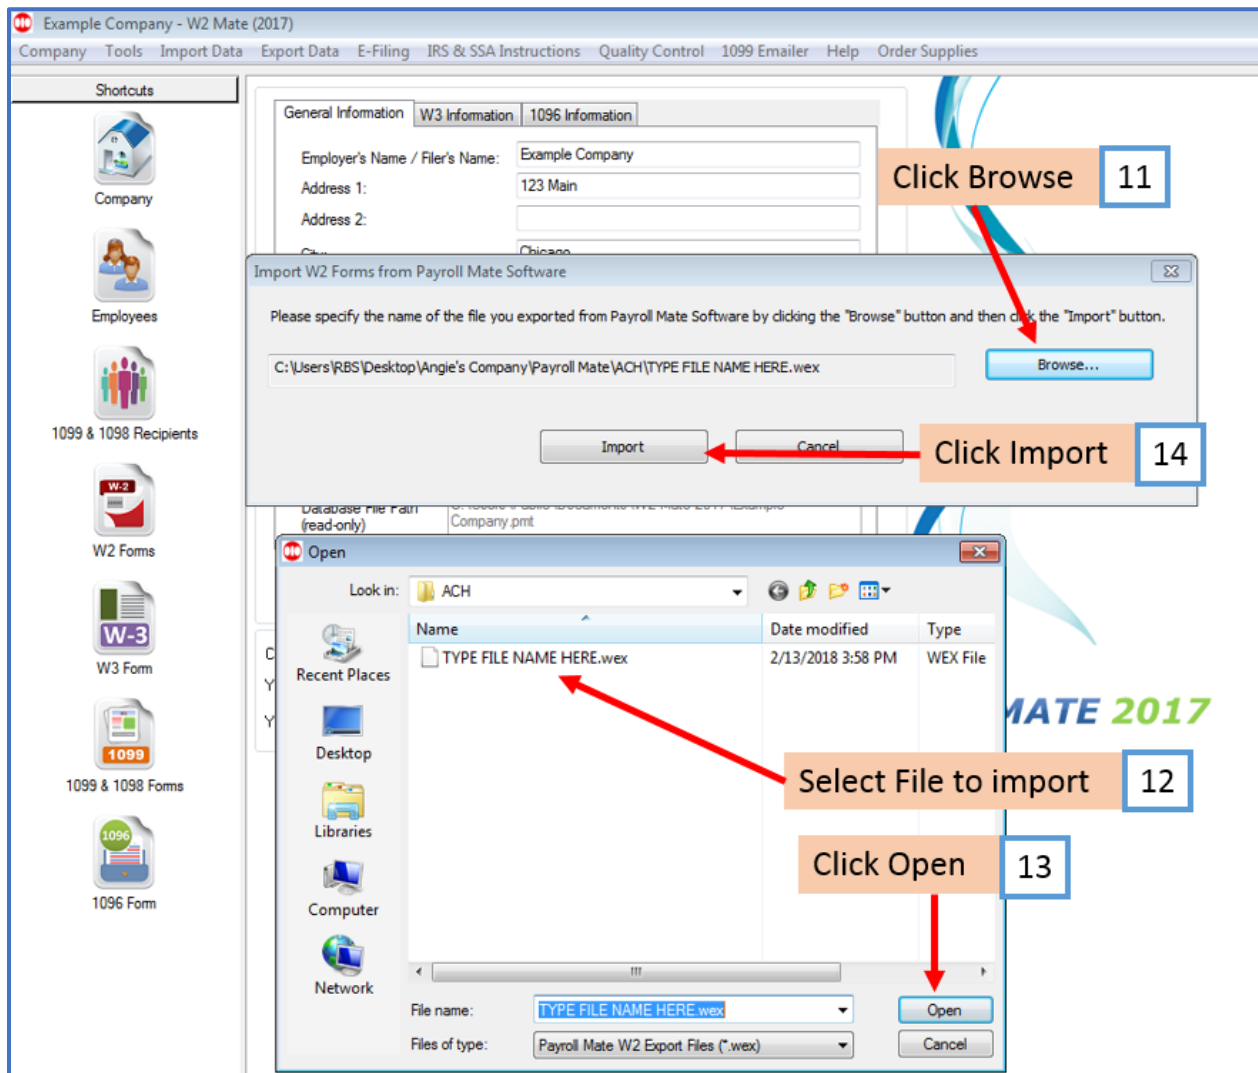 Example Company - W2 Mate (2017)
Company Tools Import Data Export Data E-Filing IRS & SSA Instructions Quality Control 1099 Emailer Help Order Supplies
Shortcuts
Company
Employees
1099 & 1098 Recipients
W-2
W2 Forms
W-3
W3 Form
1099
1099 & 1098 Forms
1096
1096 Form
General Information W3 Information 1096 Information
Employer's Name / Filer's Name: Example Company
Address 1: 123 Main
Address 2:
City: Chicago
Click Browse 11
Import W2 Forms from Payroll Mate Software
Please specify the name of the file you exported from Payroll Mate Software by clicking the "Browse" button and then click the "Import" button.
C:\Users\RBS\Desktop\Angie's Company\Payroll Mate\ACH\TYPE FILE NAME HERE.wex
Browse...
Import Cancel
Click Import 14
Database File Path
(read-only)
Company.pmt
MATE 2017
Open
Look in: ACH
Name Date modified Type
TYPE FILE NAME HERE.wex 2/13/2018 3:58 PM WEX File
Recent Places
Desktop
Libraries
Computer
Network
Select File to import 12
Click Open 13
File name: TYPE FILE NAME HERE.wex Open
Files of type: Payroll Mate W2 Export Files (*.wex) Cancel